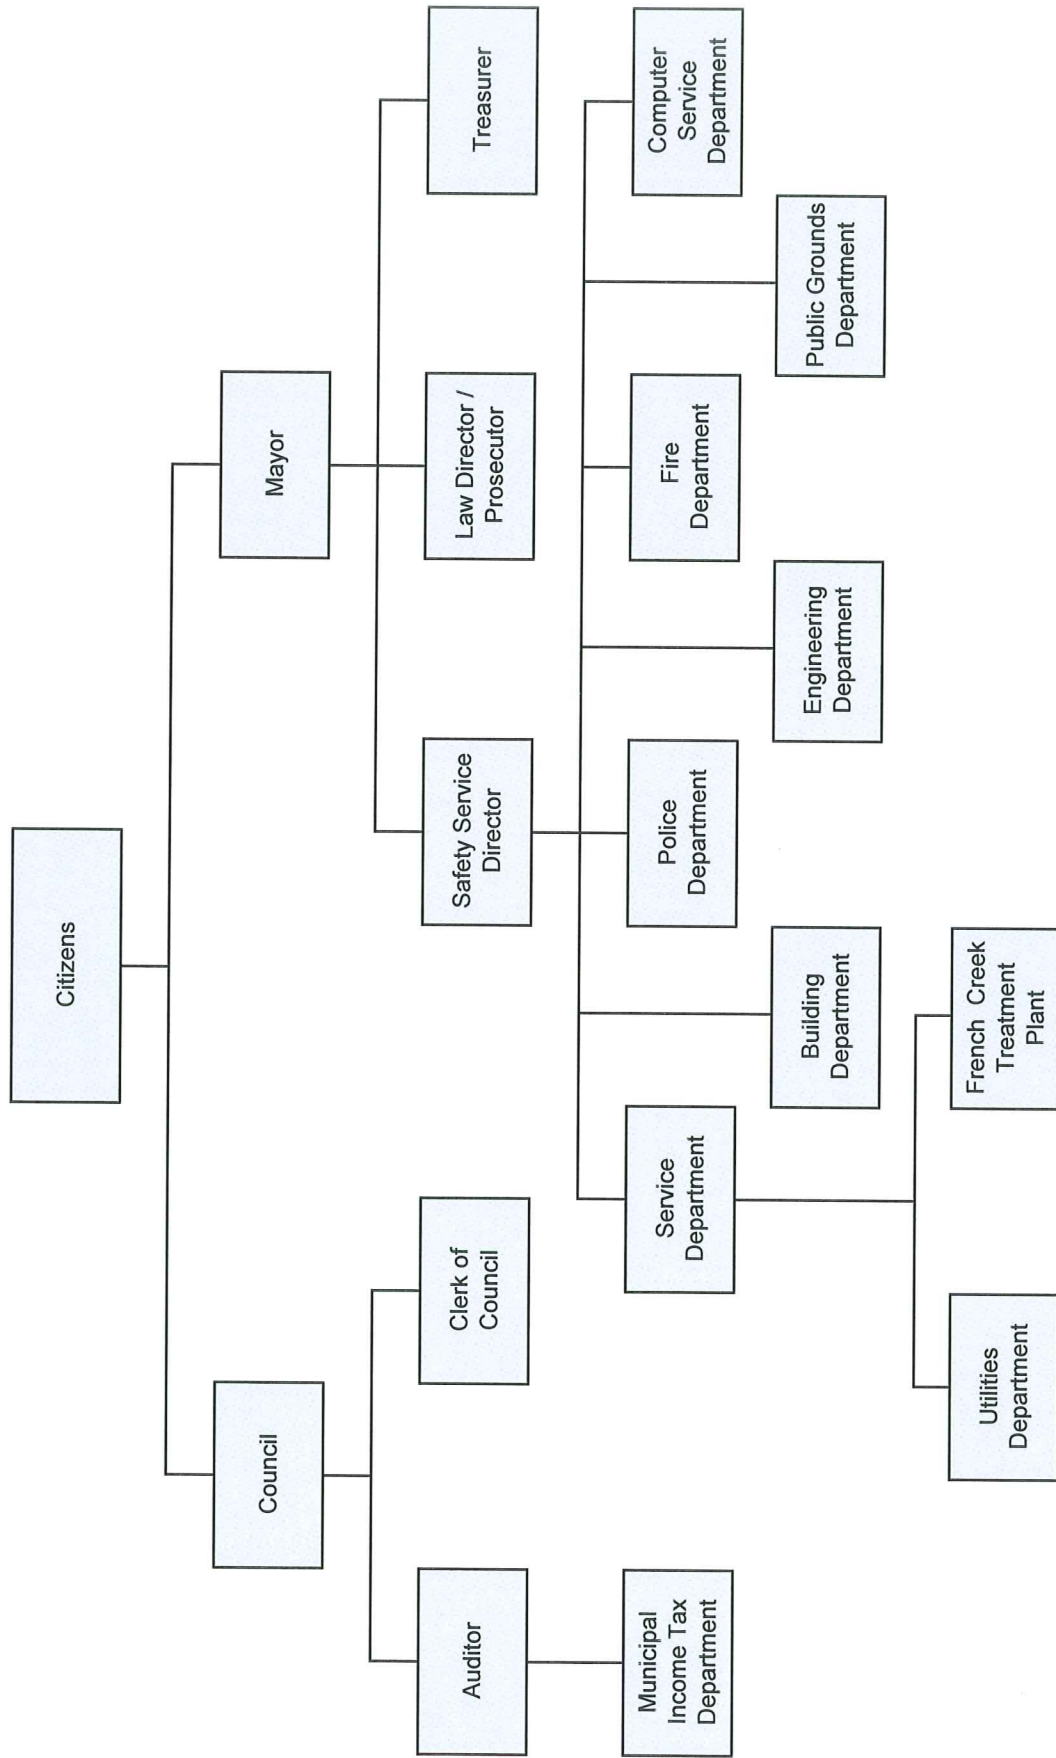 Citizens
Council
Mayor
Auditor
Clerk of
Council
Safety Service
Director
Law Director /
Prosecutor
Treasurer
Municipal
Income Tax
Department
Service
Department
Police
Department
Fire
Department
Computer
Service
Department
Building
Department
Engineering
Department
Public Grounds
Department
Utilities
Department
French Creek
Treatment
Plant